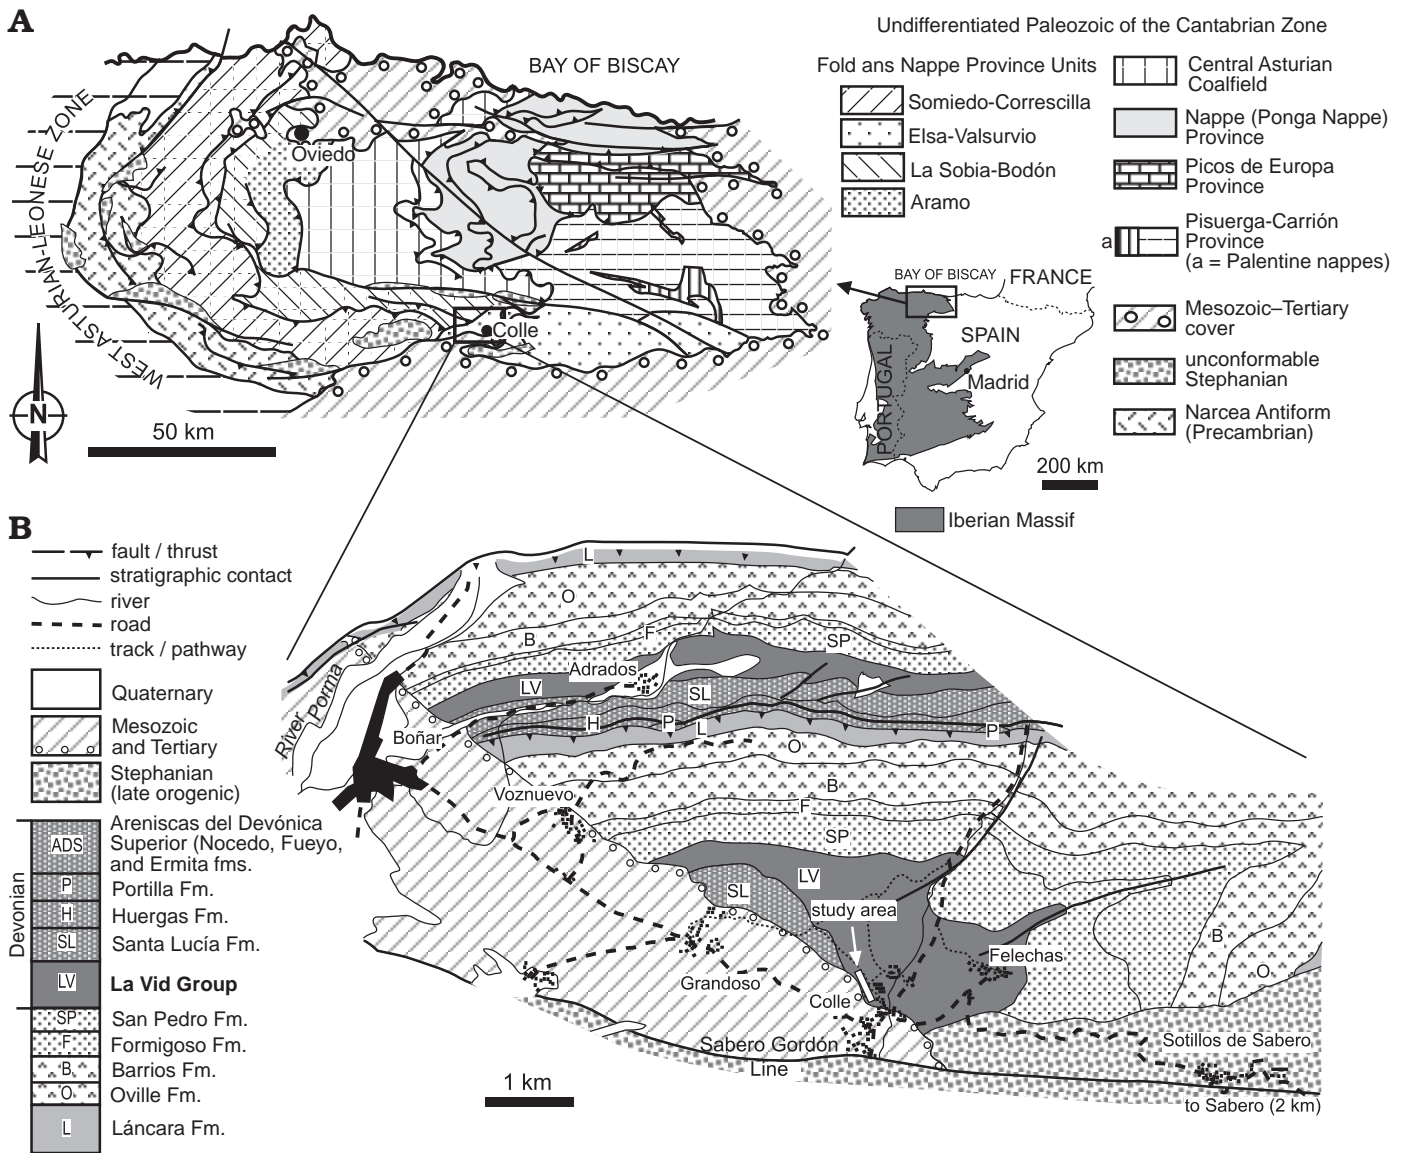 A
Undifferentiated Paleozoic of the Cantabrian Zone
Fold ans Nappe Province Units
Somiedo-Correscilla
Elsa-Valsurvio
La Sobia-Bodón
Aramo
Central Asturian
Coalfield
Nappe (Ponga Nappe)
Province
Picos de Europa
Province
a
Pisuerga-Carrión
Province
(a = Palentine nappes)
Mesozoic–Tertiary
cover
unconformable
Stephanian
Narcea Antiform
(Precambrian)
BAY OF BISCAY
WEST ASTURIAN-LEONESE ZONE
Oviedo
Colle
N
50 km
BAY OF BISCAY
FRANCE
SPAIN
Madrid
PORTUGAL
200 km
Iberian Massif
B
fault / thrust
stratigraphic contact
river
road
track / pathway
Quaternary
Mesozoic
and Tertiary
Stephanian
(late orogenic)
Devonian
ADS
Areniscas del Devónica
Superior (Nocedo, Fueyo,
and Ermita fms.
P
Portilla Fm.
H
Huergas Fm.
SL
Santa Lucía Fm.
LV
La Vid Group
SP
San Pedro Fm.
F
Formigoso Fm.
B
Barrios Fm.
O
Oville Fm.
L
Láncara Fm.
L
O
B
F
SP
Adrados
LV
SL
River Porma
Boñar
H
P
L
P
O
Voznuevo
B
F
SP
LV
SL
study area
B
Felechas
O
Grandoso
Colle
Sabero Gordón
Line
Sotillos de Sabero
1 km
to Sabero (2 km)